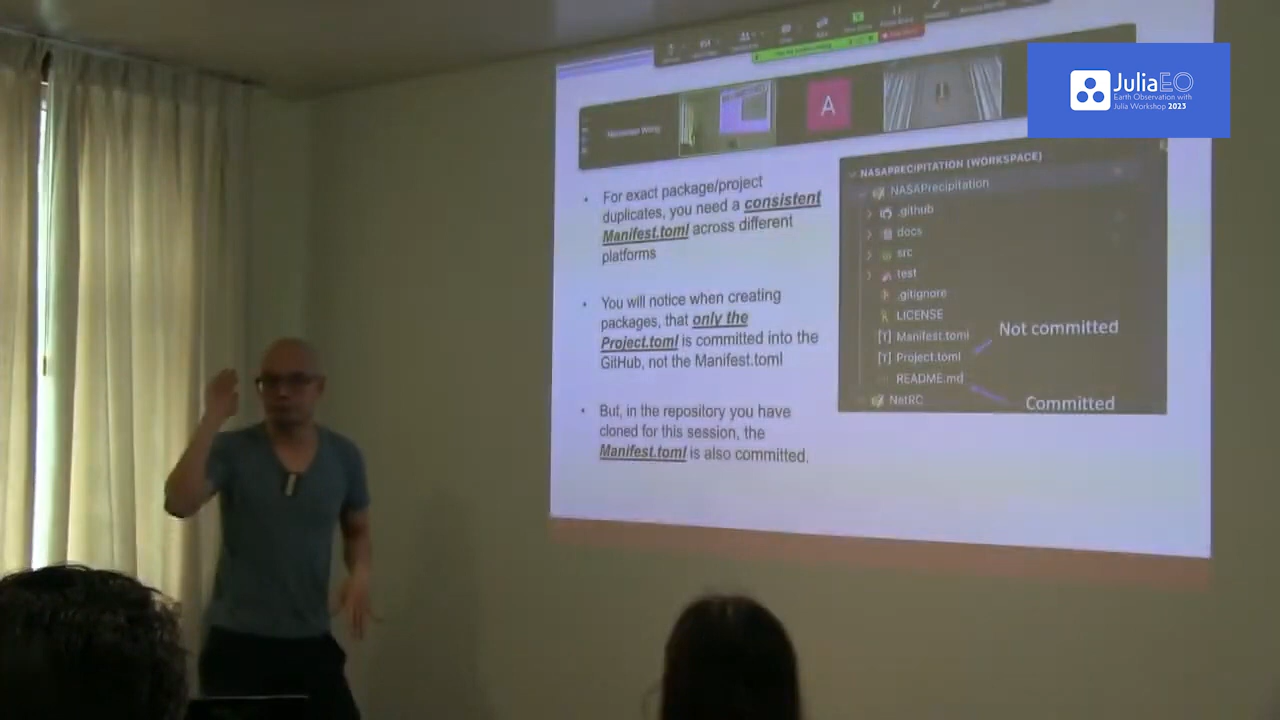 JuliaEO
Earth Observation with
Julia Workshop 2023
A
• For exact package/project
duplicates, you need a consistent
Manifest.toml across different
platforms
• You will notice when creating
packages, that only the
Project.toml is committed into the
GitHub, not the Manifest.toml
• But, in the repository you have
cloned for this session, the
Manifest.toml is also committed.
NASAPRECIPITATION (WORKSPACE)
NASAPrecipitation
.github
docs
src
test
.gitignore
LICENSE
[T] Manifest.toml
[T] Project.toml
README.md
NetRC
Not committed
Committed